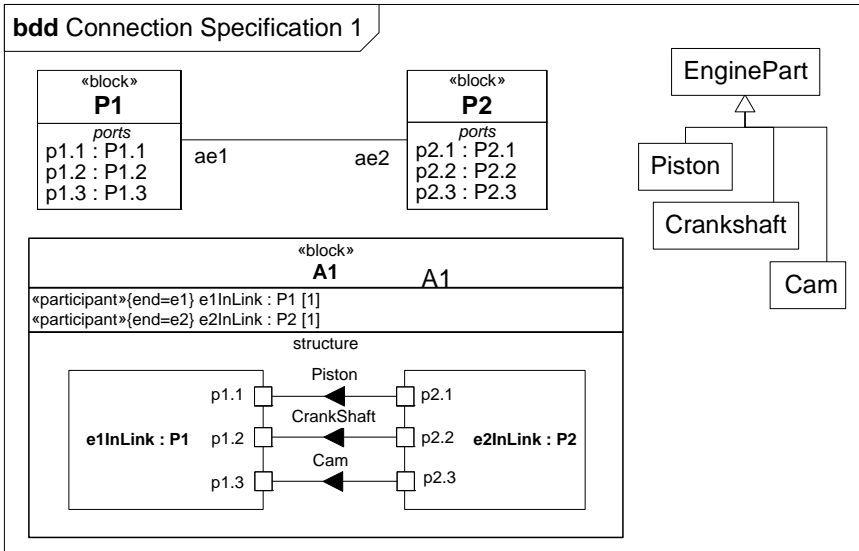 bdd Connection Specification 1
«block»
P1
ports
p1.1 : P1.1
p1.2 : P1.2
p1.3 : P1.3
ae1
ae2
«block»
P2
ports
p2.1 : P2.1
p2.2 : P2.2
p2.3 : P2.3
EnginePart
Piston
Crankshaft
Cam
«block»
A1
A1
«participant»{end=e1} e1InLink : P1 [1]
«participant»{end=e2} e2InLink : P2 [1]
structure
Piston
p1.1
p2.1
CrankShaft
e1InLink : P1
p1.2
p2.2
e2InLink : P2
Cam
p1.3
p2.3